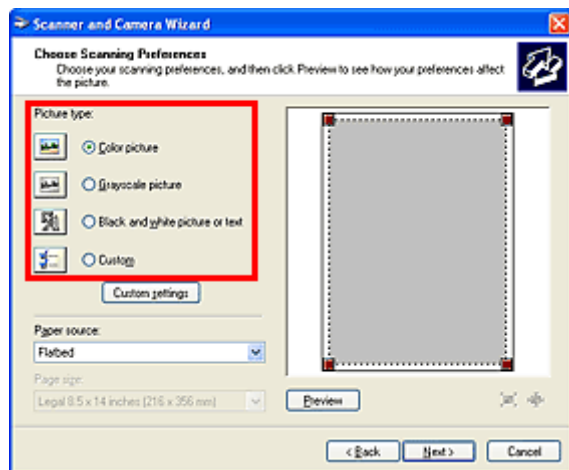 Scanner and Camera Wizard
Choose Scanning Preferences
Choose your scanning preferences, and then click Preview to see how your preferences affect
the picture.
Picture type:
Color picture
Grayscale picture
Black and white picture or text
Custom
Custom settings
Paper source:
Flatbed
Page size:
Legal 8.5 x 14 inches (216 x 356 mm)
Preview
< Back
Next >
Cancel